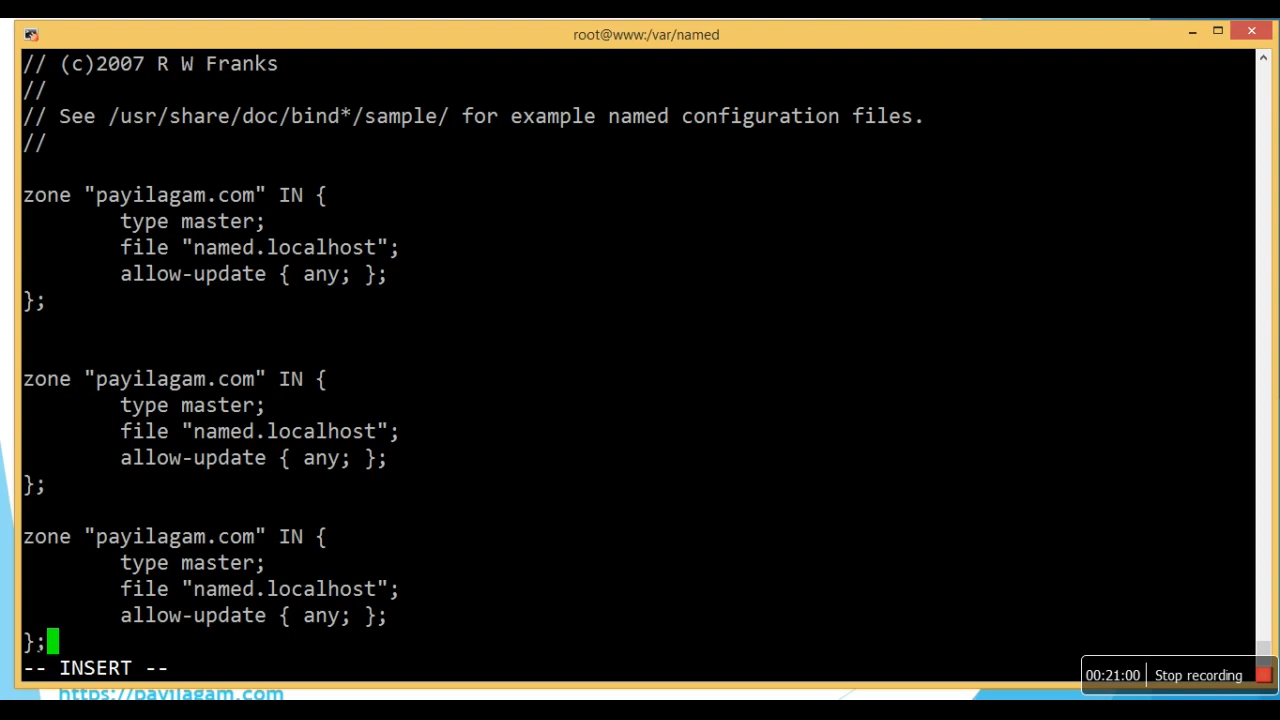 root@www:/var/named
// (c)2007 R W Franks
//
// See /usr/share/doc/bind*/sample/ for example named configuration files.
//
zone "payilagam.com" IN {
type master;
file "named.localhost";
allow-update { any; };
};
zone "payilagam.com" IN {
type master;
file "named.localhost";
allow-update { any; };
};
zone "payilagam.com" IN {
type master;
file "named.localhost";
allow-update { any; };
};
-- INSERT --
00:21:00 Stop recording
https://payilagam.com